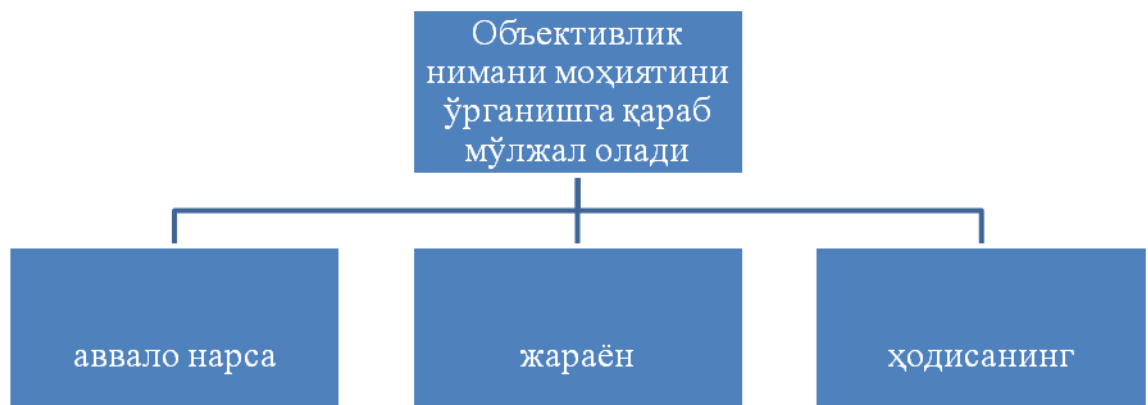 Объективлик
нимани моҳиятини
ўрганишга қараб
мўлжал олади
аввало нарса
жараён
ҳодисанинг